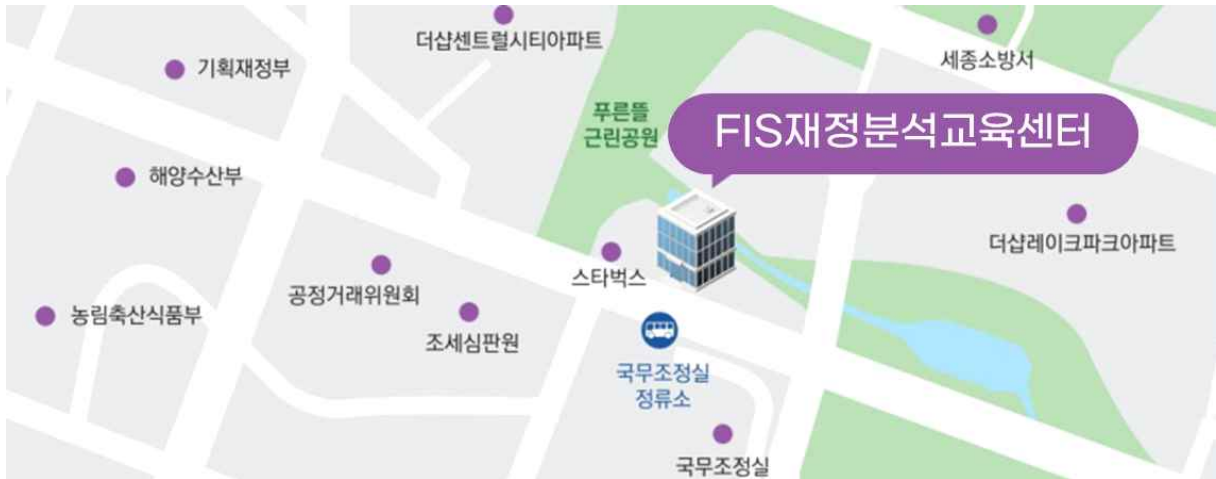 더샵센트럴시티아파트
기획재정부
세종소방서
푸른뜰
근린공원
FIS재정분석교육센터
해양수산부
더샵레이크파크아파트
스타벅스
공정거래위원회
농림축산식품부
조세심판원
국무조정실
정류소
국무조정실